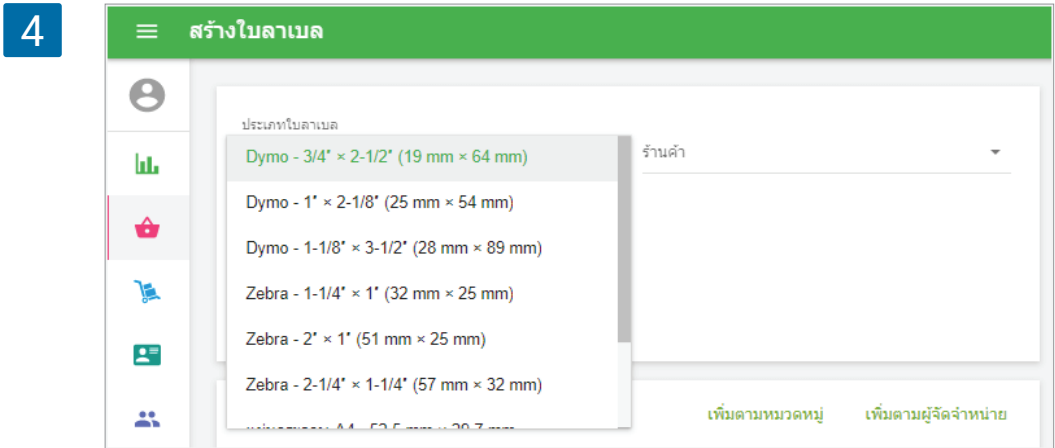 4
สร้างใบลาเบล
ประเภทใบลาเบล
Dymo - 3/4" × 2-1/2" (19 mm × 64 mm)
ร้านค้า
Dymo - 1" × 2-1/8" (25 mm × 54 mm)
Dymo - 1-1/8" × 3-1/2" (28 mm × 89 mm)
Zebra - 1-1/4" × 1" (32 mm × 25 mm)
Zebra - 2" × 1" (51 mm × 25 mm)
Zebra - 2-1/4" × 1-1/4" (57 mm × 32 mm)
เพิ่มตามหมวดหมู่ เพิ่มตามผู้จัดจำหน่าย